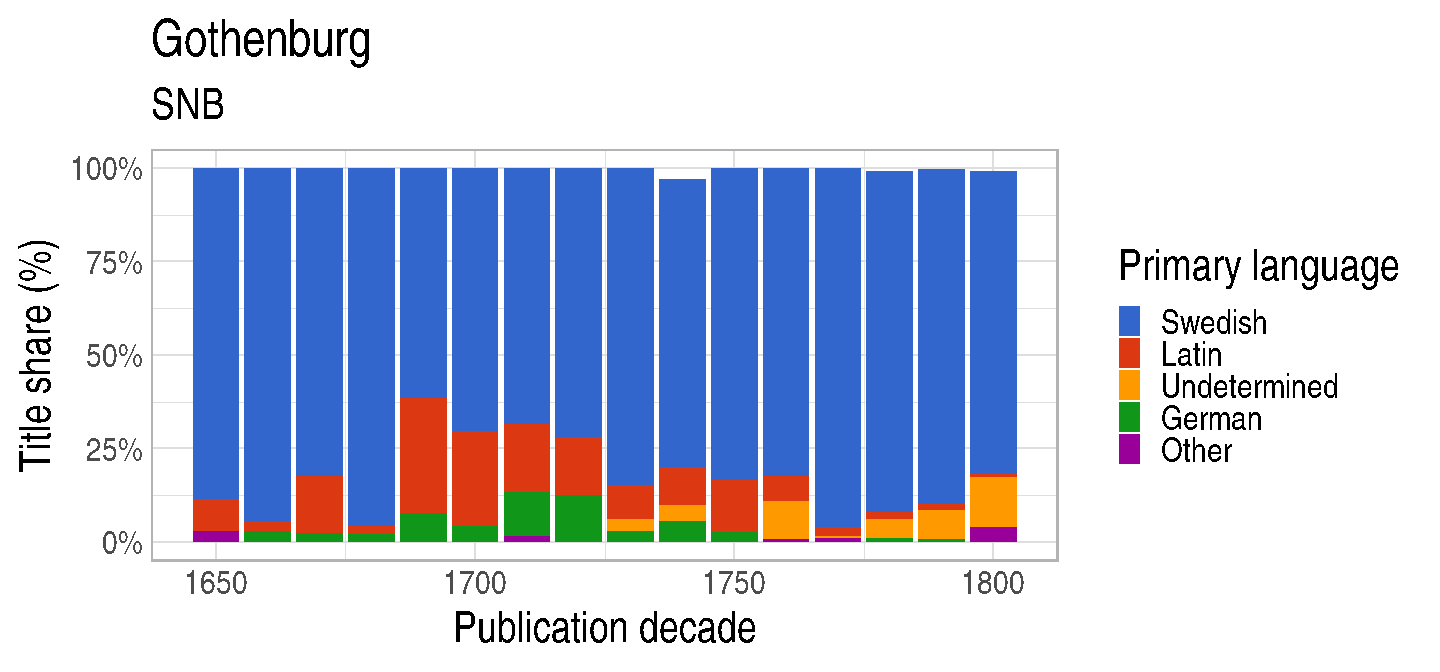 Gothenburg
SNB
100%
75%
50%
25%
0%
Title share (%)
1650 1700 1750 1800
Publication decade
Primary language
Swedish
Latin
Undetermined
German
Other